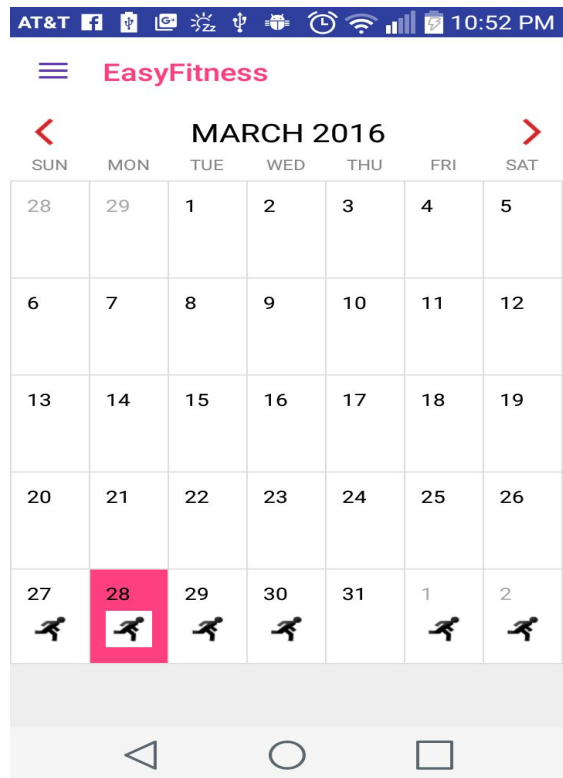 AT&T 10:52 PM
EasyFitness
MARCH 2016
SUN MON TUE WED THU FRI SAT
28 29 1 2 3 4 5
6 7 8 9 10 11 12
13 14 15 16 17 18 19
20 21 22 23 24 25 26
27 28 29 30 31 1 2